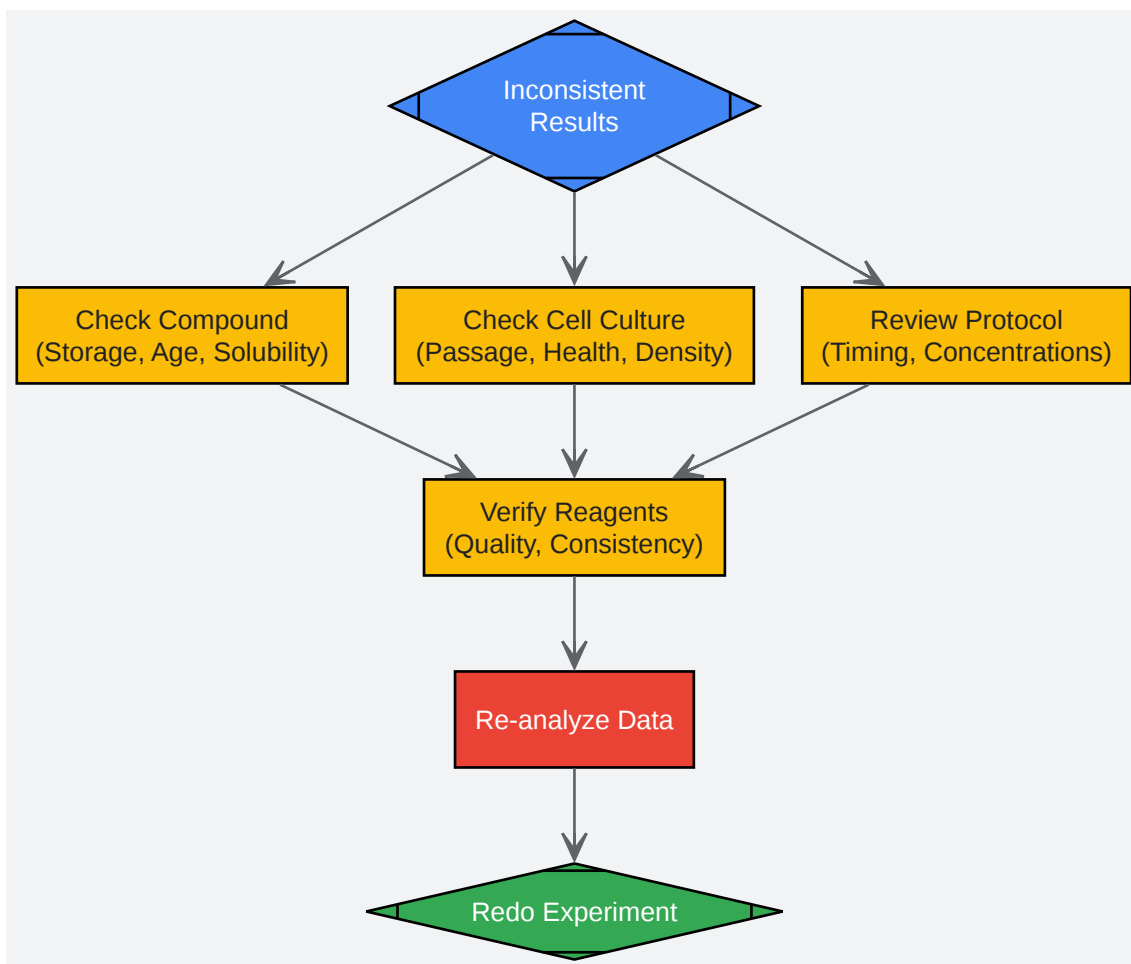 Inconsistent
Results
Check Compound
(Storage, Age, Solubility)
Check Cell Culture
(Passage, Health, Density)
Review Protocol
(Timing, Concentrations)
Verify Reagents
(Quality, Consistency)
Re-analyze Data
Redo Experiment